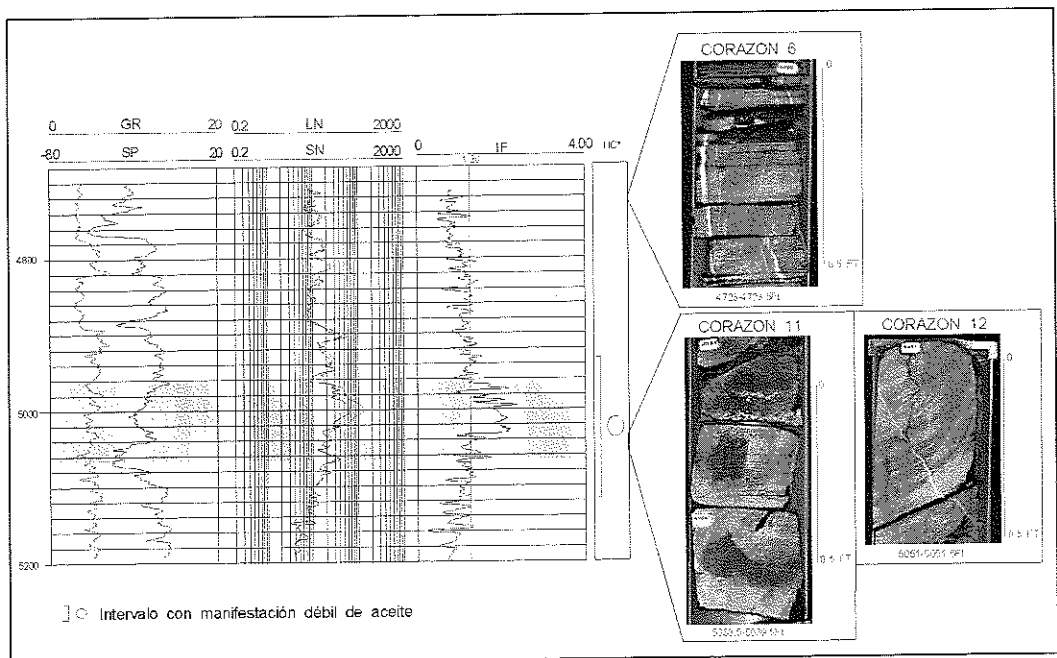 CORAZON 6
0
0 GR 20 0.2 LN 2000
-80 SP 20 0.2 SN 2000 0 IF 4.00 HC*
4800
5000
5200
CORAZON 11
0
0.5 FT
CORAZON 12
0
0.5 FT
] O Intervalo con manifestación débil de aceite